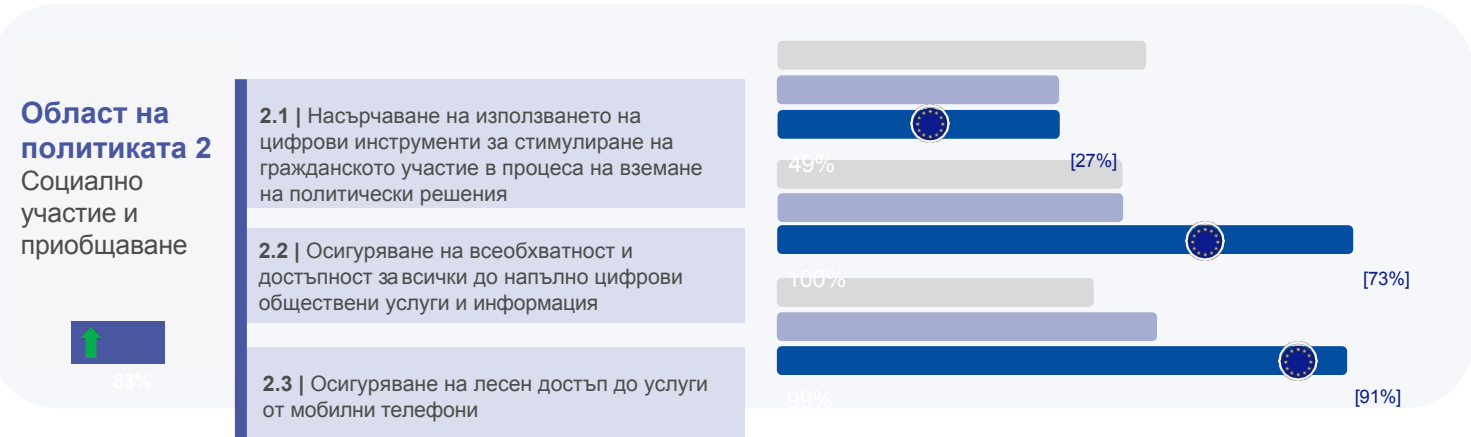 Област на
политиката 2
Социално
участие и
приобщаване
83%
2.1 | Насърчаване на използването на
цифрови инструменти за стимулиране на
гражданското участие в процеса на вземане
на политически решения
49%
[27%]
2.2 | Осигуряване на всеобхватност и
достъпност за всички до напълно цифрови
обществени услуги и информация
100%
[73%]
2.3 | Осигуряване на лесен достъп до услуги
от мобилни телефони
99%
[91%]